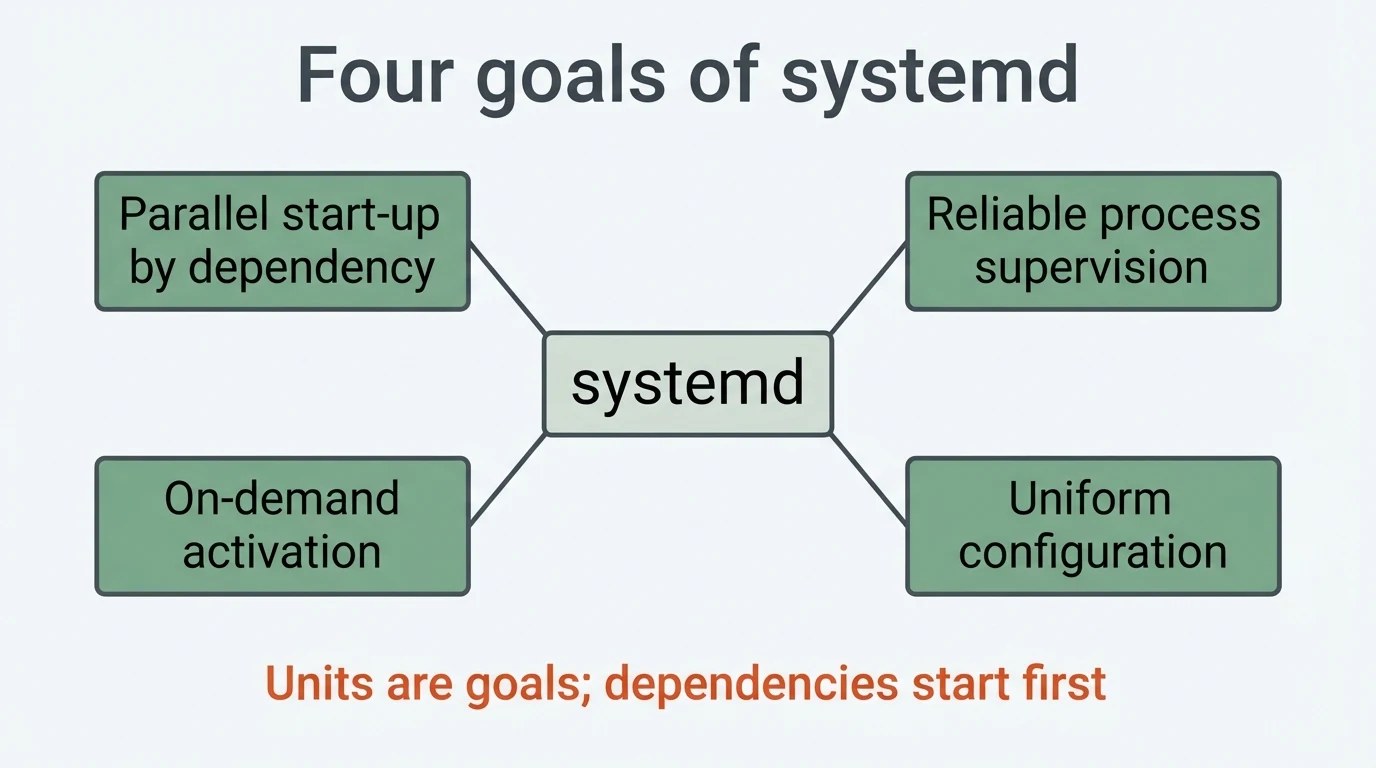 Four goals of systemd
Parallel start-up
by dependency
Reliable process
supervision
systemd
On-demand
activation
Uniform
configuration
Units are goals; dependencies start first